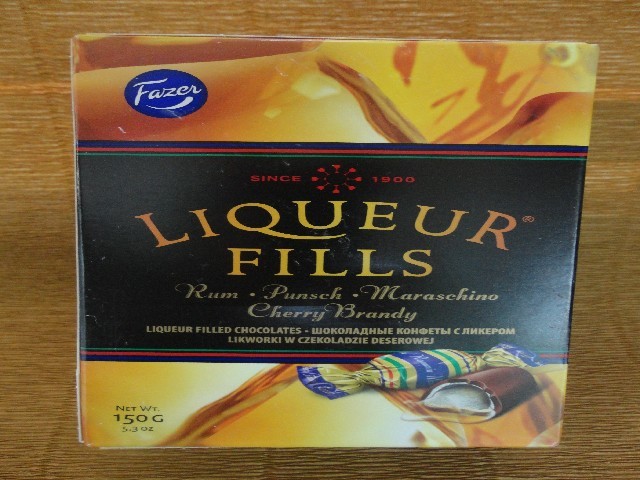 Fazer
SINCE 1900
LIQUEUR®
FILLS
Rum · Punsch · Maraschino
Cherry Brandy
LIQUEUR FILLED CHOCOLATES · ШОКОЛАДНЫЕ КОНФЕТЫ С ЛИКЕРОМ
LIKWORKI W CZEKOLADZIE DESEROWEJ
NET WT.
150 G
5.3 OZ